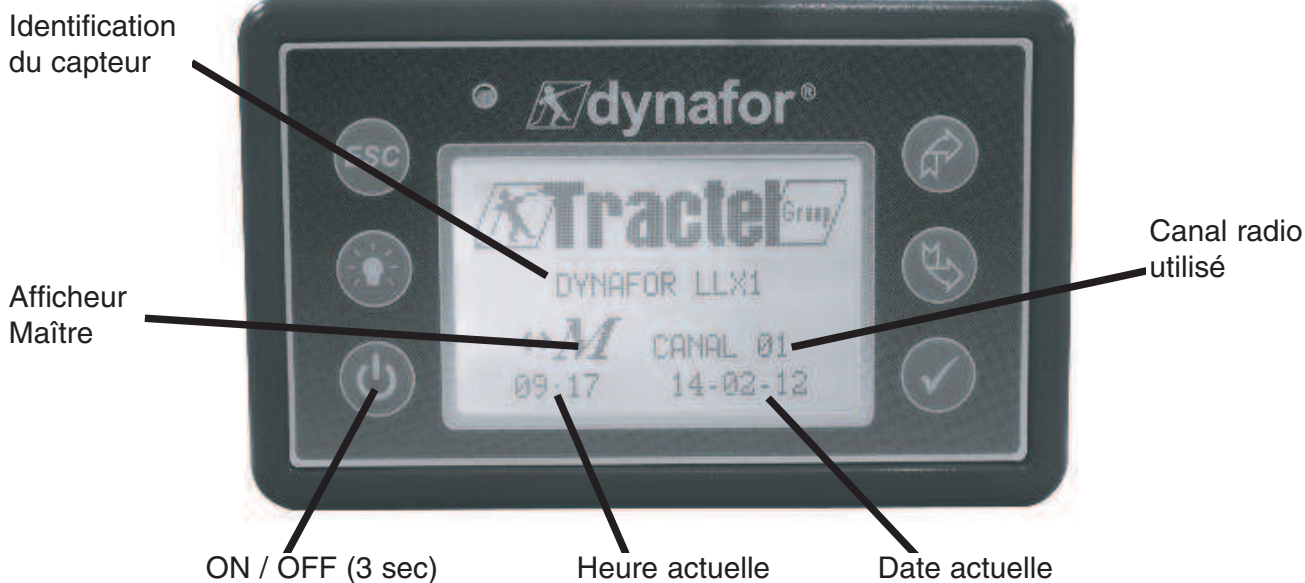 Identification
du capteur
dynafor®
ESC
Tractel
Group
DYNAFOR LLX1
Canal radio
utilisé
Afficheur
Maître
M CANAL 01
09:17 14-02-12
ON / OFF (3 sec)
Heure actuelle
Date actuelle